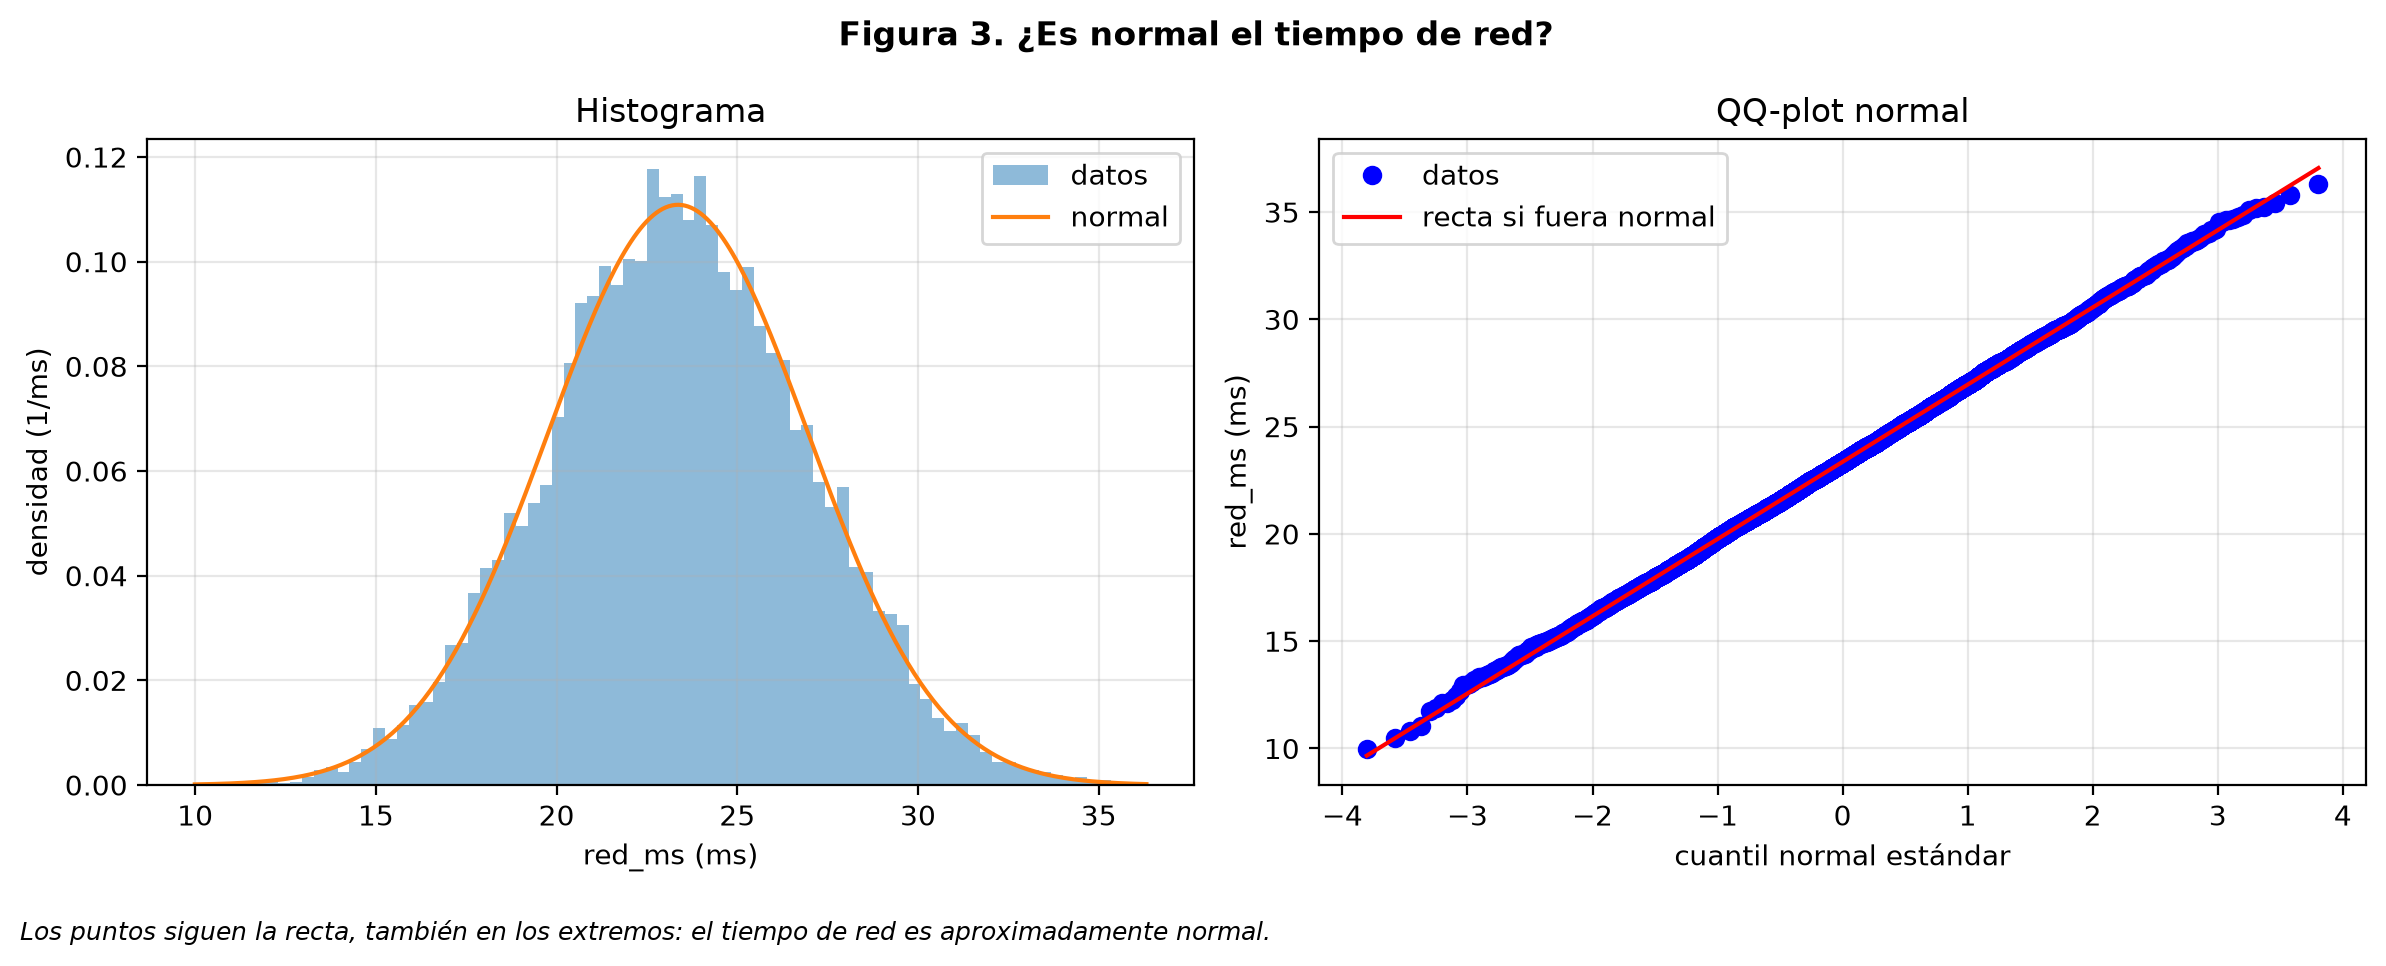 Figura 3. ¿Es normal el tiempo de red?
Histograma
0.12
0.10
0.08
0.06
0.04
0.02
0.00
densidad (1/ms)
datos
normal
10
15
20
25
30
35
red_ms (ms)
QQ-plot normal
35
30
25
20
15
10
red_ms (ms)
datos
recta si fuera normal
−4
−3
−2
−1
0
1
2
3
4
cuantil normal estándar
Los puntos siguen la recta, también en los extremos: el tiempo de red es aproximadamente normal.